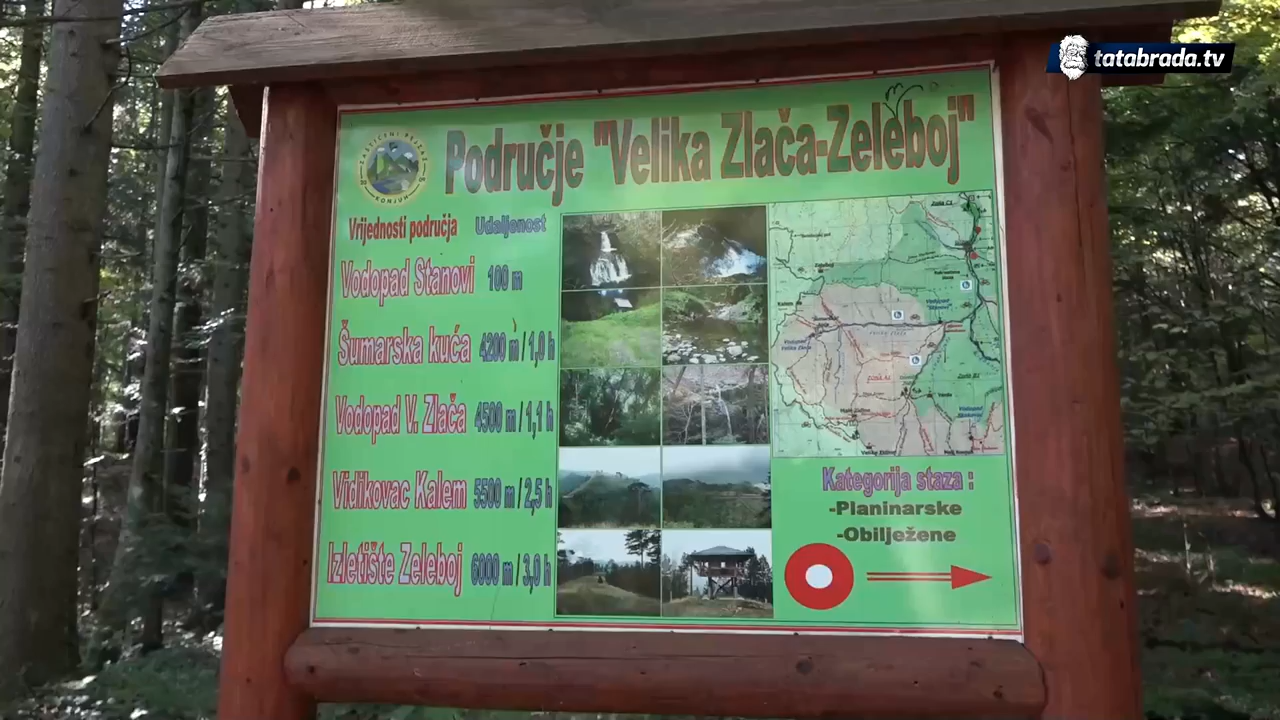 tatabrada.tv
Područje "Velika Zlača-Zeleboj"
KONJUH
Vrijednosti područja Udaljenost
Vodopad Stanovi 100 m
Šumarska kuća 4200 m / 1,0 h
Vodopad V. Zlača 4500 m / 1,1 h
Vidikovac Kalem 5500 m / 2,5 h
Izletište Zeleboj 6000 m / 3,0 h
Kategorija staza :
-Planinarske
-Obilježene